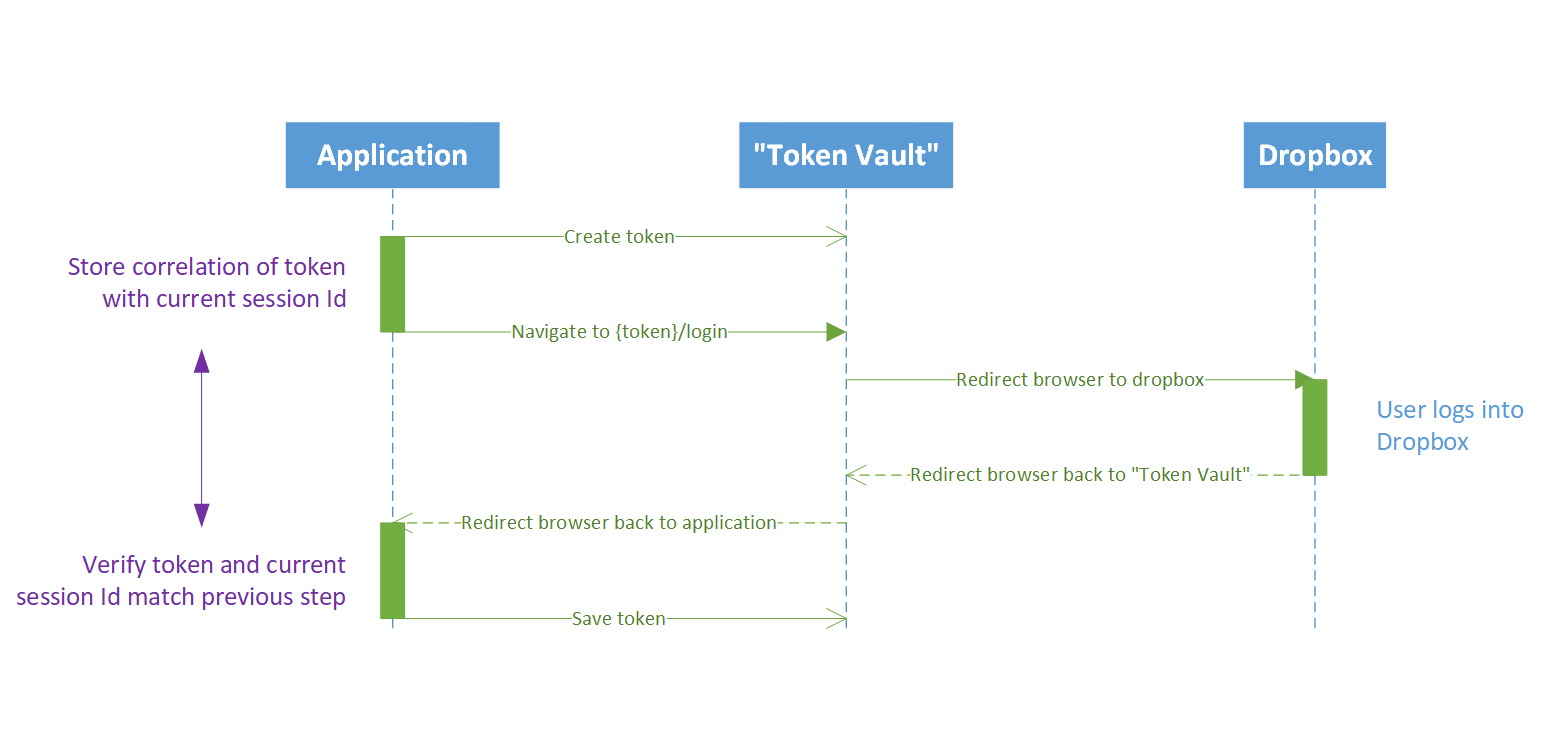 Application
"Token Vault"
Dropbox
Create token
Store correlation of token
with current session Id
Navigate to {token}/login
Redirect browser to dropbox
User logs into
Dropbox
Redirect browser back to "Token Vault"
Redirect browser back to application
Verify token and current
session Id match previous step
Save token